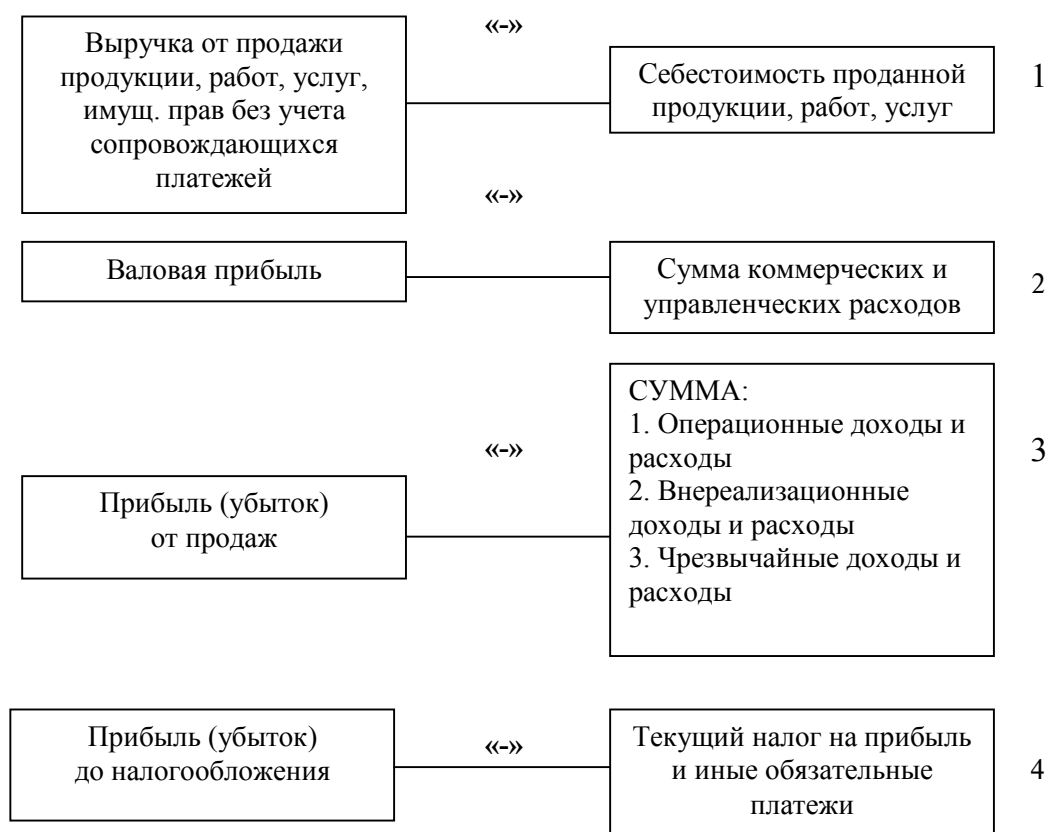 «-»
Выручка от продажи
продукции, работ, услуг,
имущ. прав без учета
сопровождающихся
платежей
Себестоимость проданной
продукции, работ, услуг
1
«-»
Валовая прибыль
Сумма коммерческих и
управленческих расходов
2
«-»
Прибыль (убыток)
от продаж
СУММА:
1. Операционные доходы и
расходы
2. Внереализационные
доходы и расходы
3. Чрезвычайные доходы и
расходы
3
Прибыль (убыток)
до налогообложения
«-»
Текущий налог на прибыль
и иные обязательные
платежи
4